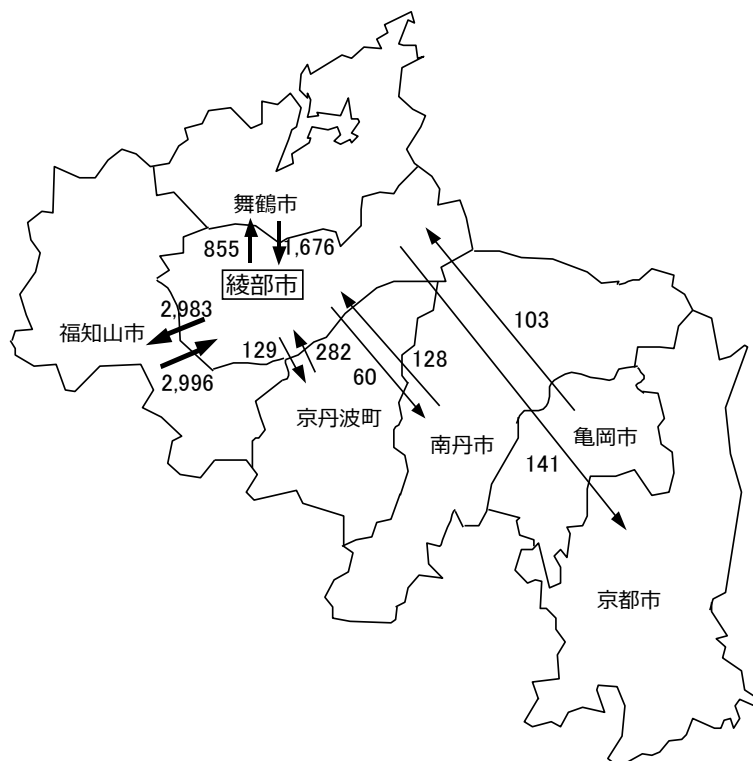 舞鶴市
855
1,676
綾部市
2,983
福知山市
2,996
129
282
128
60
103
京丹波町
南丹市
亀岡市
141
京都市